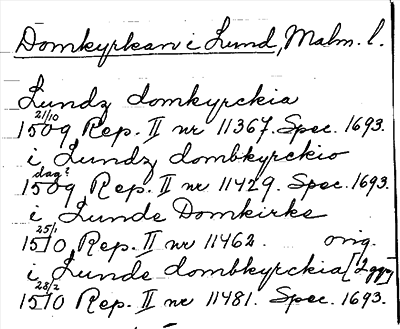 Domkyrkan i Lund, Malm. l.
Lundz domkyrckia
21/10
1509 Rep. II nr 11367. Spec. 1693.
i Lundz dombkyrckio
dag?
1509 Rep. II nr 11429. Spec. 1693.
i Lunde Domkirke
25/1
1510 Rep. II nr 11462. orig.
i Lunde dombkyrckia
28/2
1510 Rep. II nr 11481. Spec. 1693.